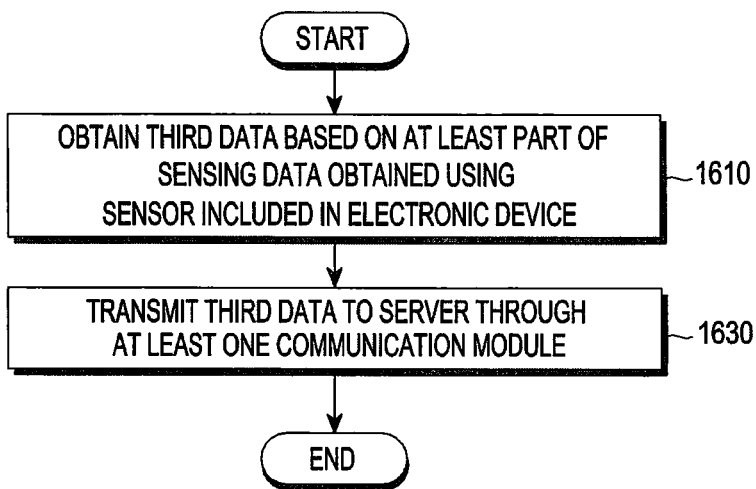 START
OBTAIN THIRD DATA BASED ON AT LEAST PART OF
SENSING DATA OBTAINED USING
SENSOR INCLUDED IN ELECTRONIC DEVICE
1610
TRANSMIT THIRD DATA TO SERVER THROUGH
AT LEAST ONE COMMUNICATION MODULE
1630
END